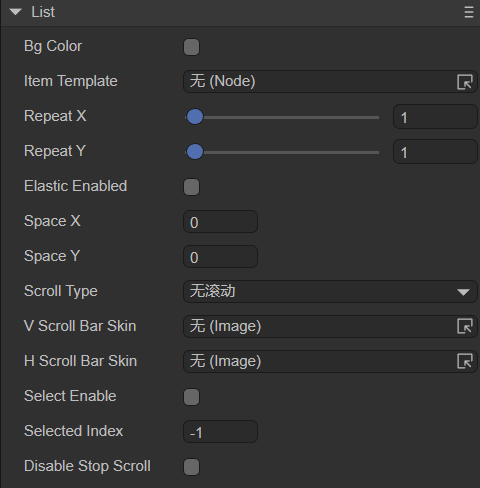 List
Bg Color
Item Template 无 (Node)
Repeat X 1
Repeat Y 1
Elastic Enabled
Space X 0
Space Y 0
Scroll Type 无滚动
V Scroll Bar Skin 无 (Image)
H Scroll Bar Skin 无 (Image)
Select Enable
Selected Index -1
Disable Stop Scroll